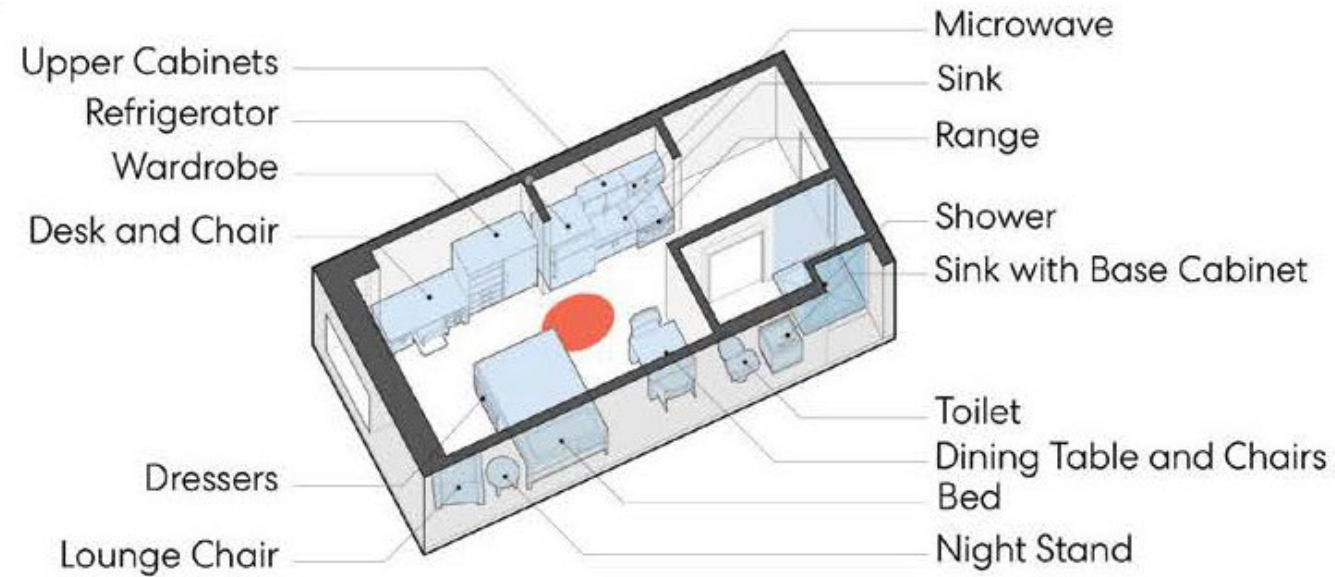 Upper Cabinets
Refrigerator
Wardrobe
Desk and Chair
Dressers
Lounge Chair
Microwave
Sink
Range
Shower
Sink with Base Cabinet
Toilet
Dining Table and Chairs
Bed
Night Stand